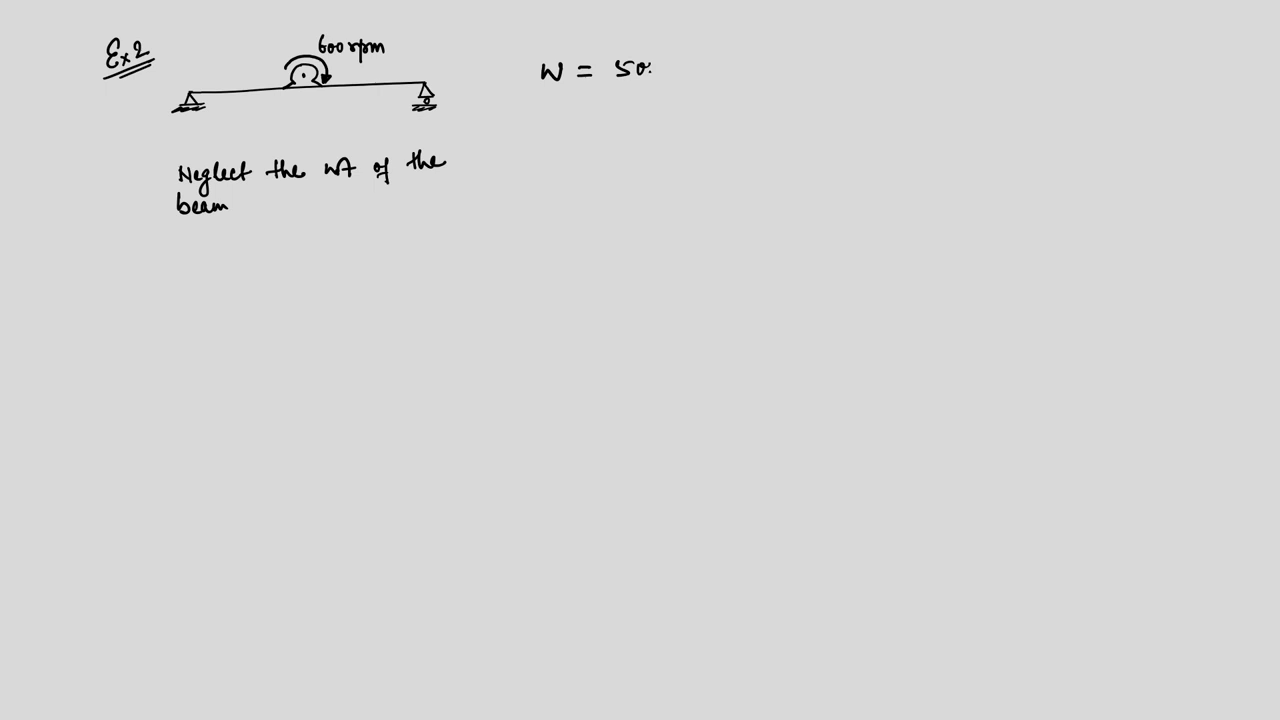 Ex 2
600 rpm
W = 50
Neglect the wt of the
beam